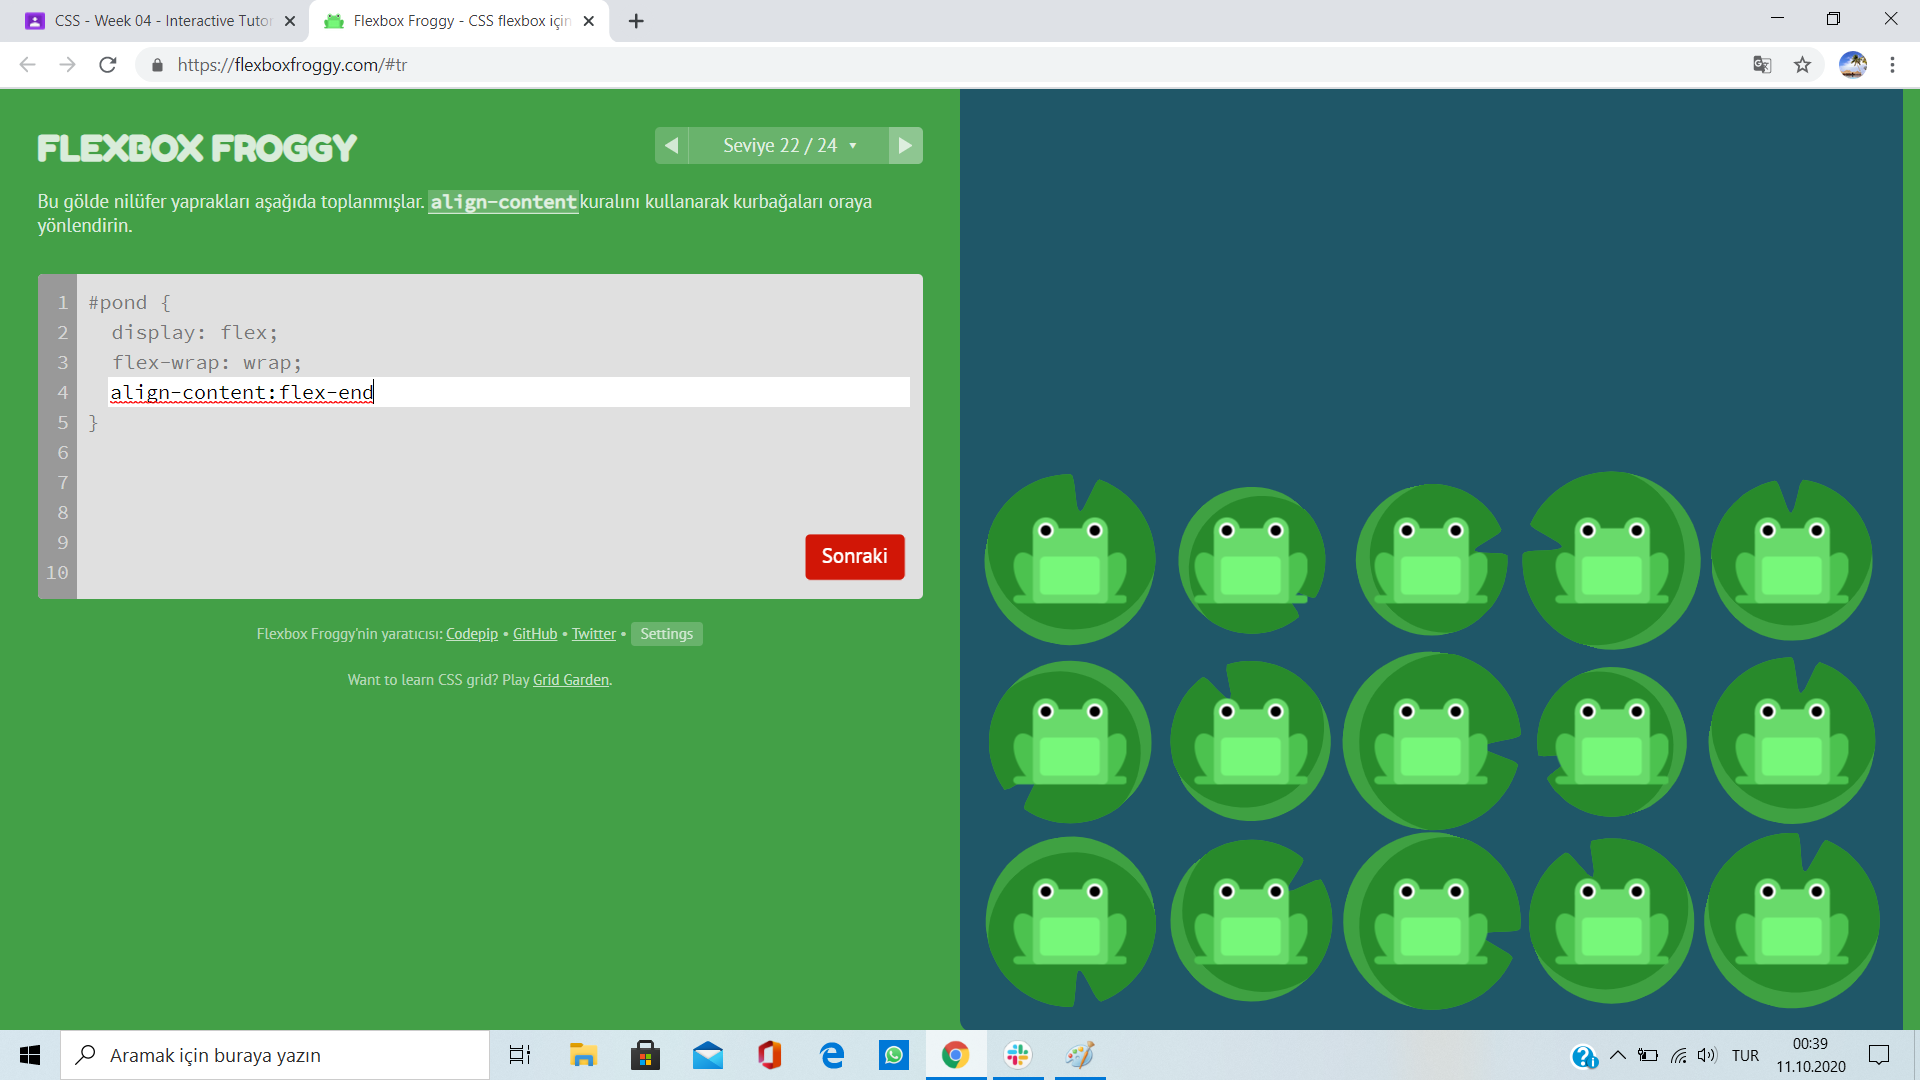 CSS - Week 04 - Interactive Tutor
Flexbox Froggy - CSS flexbox için
https://flexboxfroggy.com/#tr
FLEXBOX FROGGY
Seviye 22 / 24 ▾
Bu gölde nilüfer yaprakları aşağıda toplanmışlar. align-content kuralını kullanarak kurbağaları oraya
yönlendirin.
1 #pond {
2 display: flex;
3 flex-wrap: wrap;
4 align-content:flex-end
5 }
6
7
8
9
10
Sonraki
Flexbox Froggy'nin yaratıcısı: Codepip • GitHub • Twitter • Settings
Want to learn CSS grid? Play Grid Garden.
Aramak için buraya yazın
TUR
00:39
11.10.2020